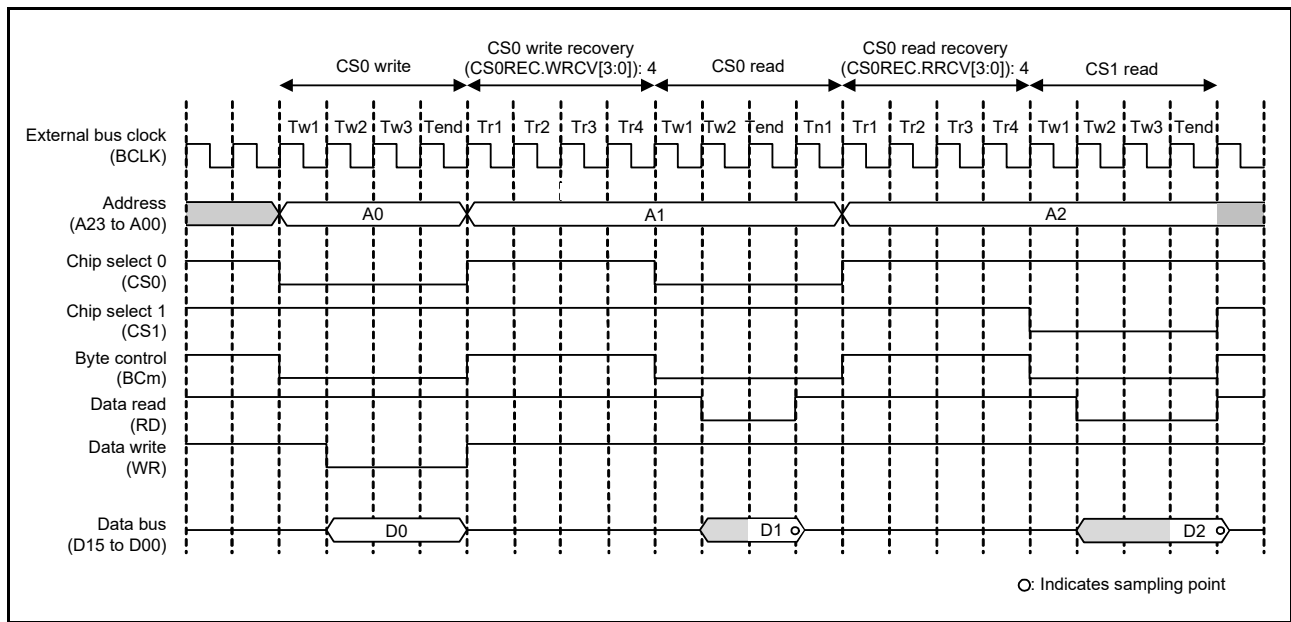 CS0 write
CS0 write recovery
(CS0REC.WRCV[3:0]): 4
CS0 read
CS0 read recovery
(CS0REC.RRCV[3:0]): 4
CS1 read
External bus clock
(BCLK)
Tw1 Tw2 Tw3 Tend Tr1 Tr2 Tr3 Tr4 Tw1 Tw2 Tend Tn1 Tr1 Tr2 Tr3 Tr4 Tw1 Tw2 Tw3 Tend
Address
(A23 to A00)
A0 A1 A2
Chip select 0
(CS0)
Chip select 1
(CS1)
Byte control
(BCm)
Data read
(RD)
Data write
(WR)
Data bus
(D15 to D00)
D0 D1 D2
O: Indicates sampling point